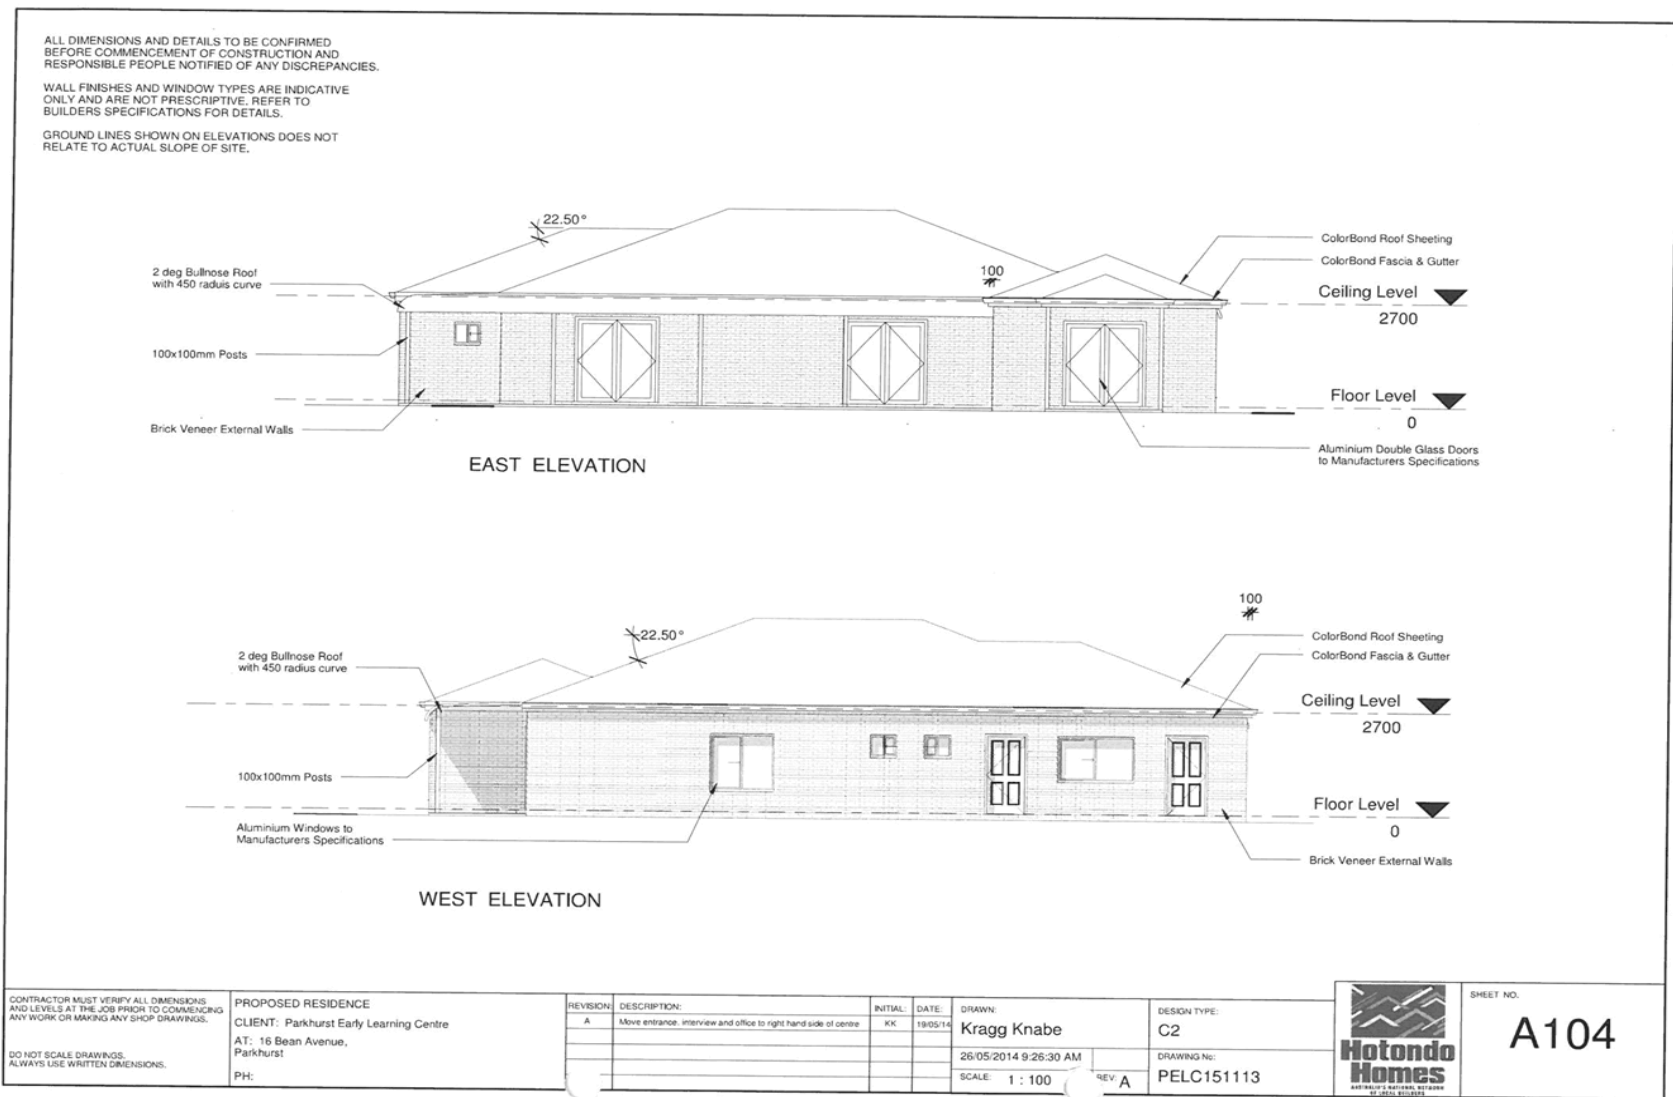 ALL DIMENSIONS AND DETAILS TO BE CONFIRMED
BEFORE COMMENCEMENT OF CONSTRUCTION AND
RESPONSIBLE PEOPLE NOTIFIED OF ANY DISCREPANCIES.
WALL FINISHES AND WINDOW TYPES ARE INDICATIVE
ONLY AND ARE NOT PRESCRIPTIVE. REFER TO
BUILDERS SPECIFICATIONS FOR DETAILS.
GROUND LINES SHOWN ON ELEVATIONS DOES NOT
RELATE TO ACTUAL SLOPE OF SITE.
22.50°
2 deg Bullnose Roof
with 450 raduis curve
100x100mm Posts
Brick Veneer External Walls
100
ColorBond Roof Sheeting
ColorBond Fascia & Gutter
Ceiling Level
2700
Floor Level
0
Aluminium Double Glass Doors
to Manufacturers Specifications
EAST ELEVATION
22.50°
2 deg Bullnose Roof
with 450 radius curve
100x100mm Posts
Aluminium Windows to
Manufacturers Specifications
100
ColorBond Roof Sheeting
ColorBond Fascia & Gutter
Ceiling Level
2700
Floor Level
0
Brick Veneer External Walls
WEST ELEVATION
CONTRACTOR MUST VERIFY ALL DIMENSIONS
AND LEVELS AT THE JOB PRIOR TO COMMENCING
ANY WORK OR MAKING ANY SHOP DRAWINGS.
DO NOT SCALE DRAWINGS.
ALWAYS USE WRITTEN DIMENSIONS.
PROPOSED RESIDENCE
CLIENT: Parkhurst Early Learning Centre
AT: 16 Bean Avenue,
Parkhurst
PH:
REVISION: DESCRIPTION: INITIAL: DATE:
A Move entrance, interview and office to right hand side of centre KK 19/05/14
DRAWN:
Kragg Knabe
26/05/2014 9:26:30 AM
SCALE: 1 : 100 REV: A
DESIGN TYPE:
C2
DRAWING No:
PELC151113
Hotondo
Homes
AUSTRALIA'S NATIONAL NETWORK
OF LOCAL BUILDERS
SHEET NO.
A104